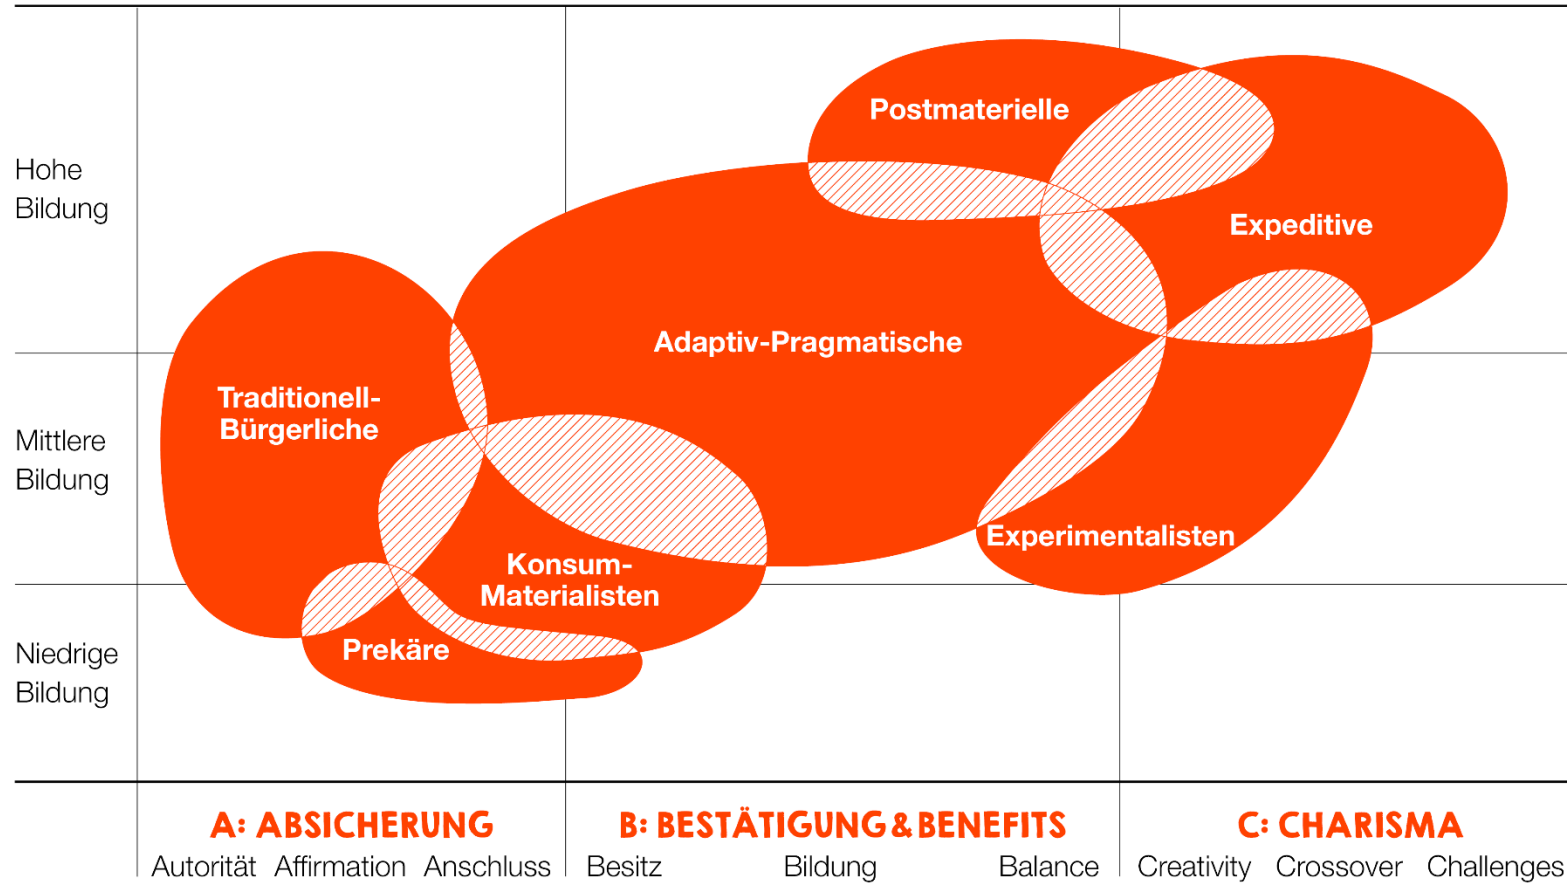 Postmaterielle
Hohe
Bildung
Expeditive
Adaptiv-Pragmatische
Traditionell-
Bürgerliche
Mittlere
Bildung
Experimentalisten
Konsum-
Materialisten
Prekäre
Niedrige
Bildung
A: ABSICHERUNG
B: BESTÄTIGUNG & BENEFITS
C: CHARISMA
Autorität Affirmation Anschluss
Besitz Bildung Balance
Creativity Crossover Challenges